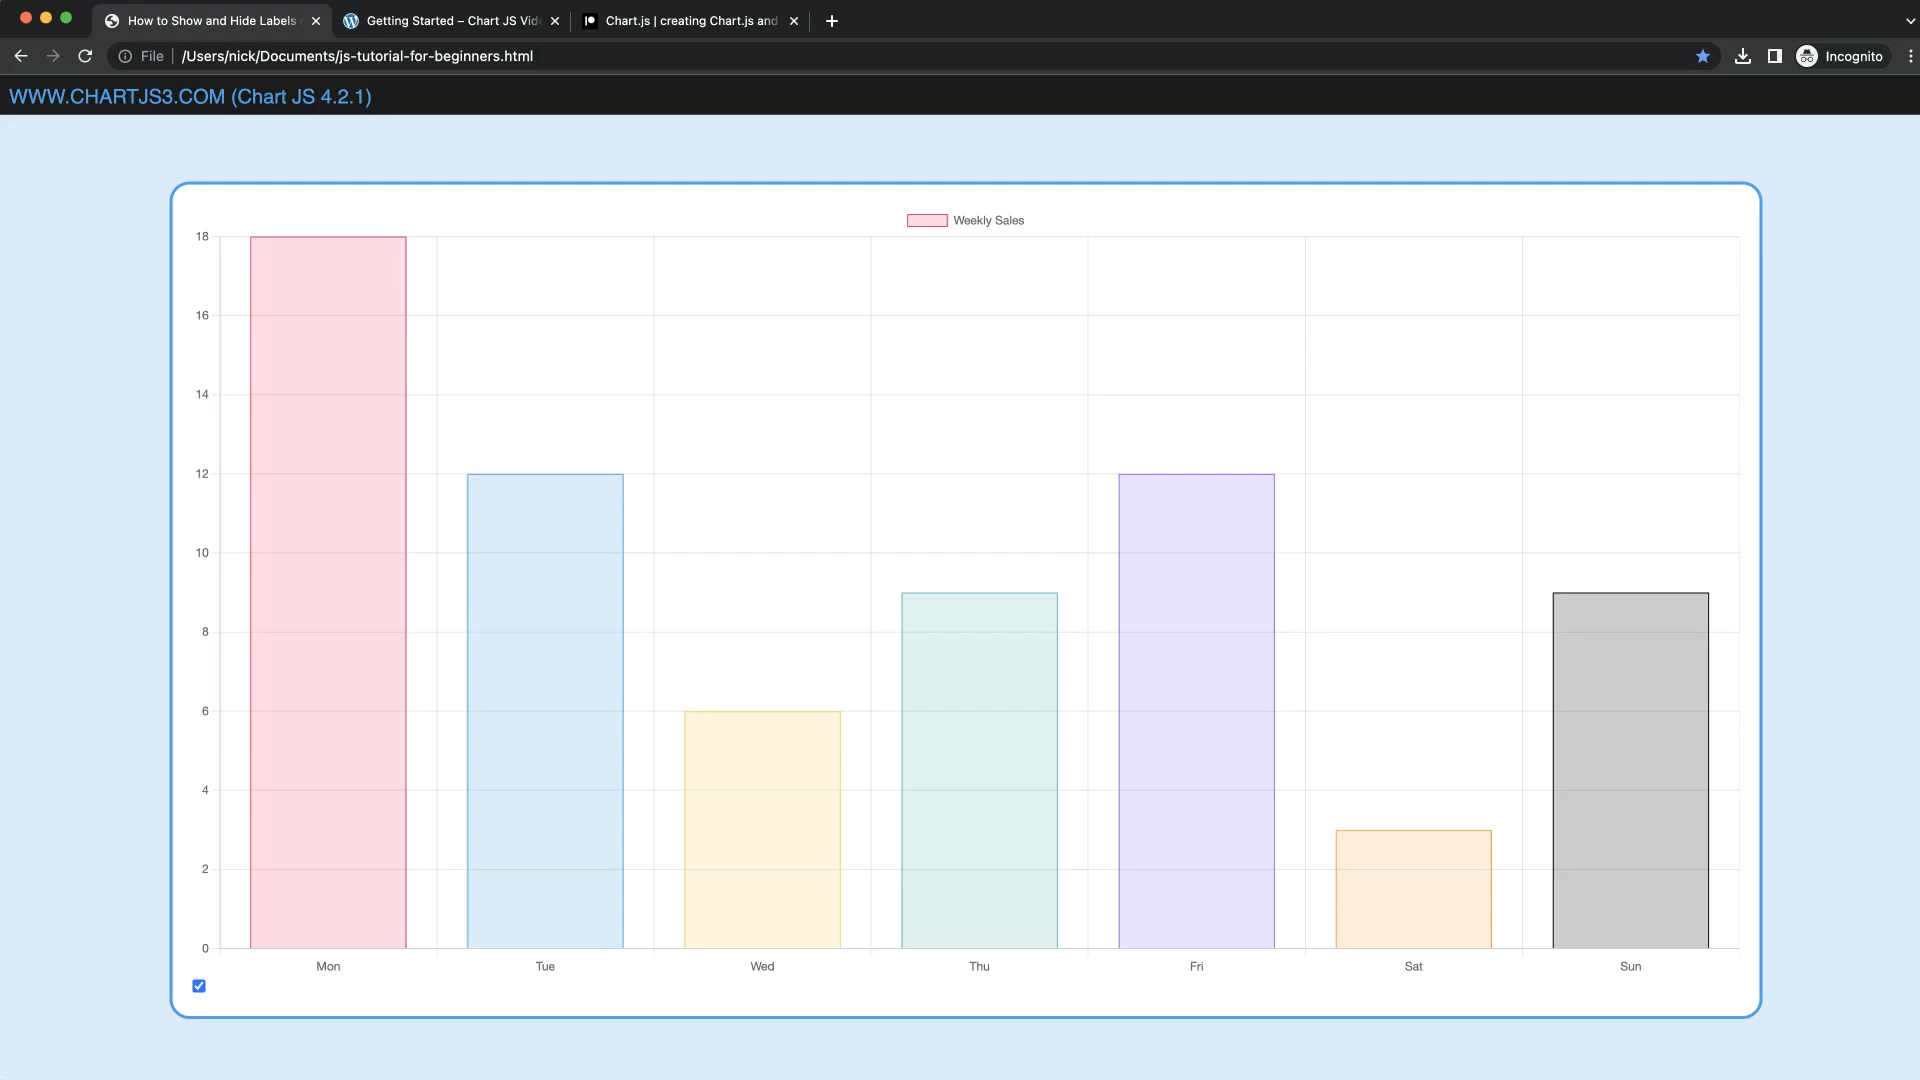 How to Show and Hide Labels
Getting Started – Chart JS Vid
Chart.js | creating Chart.js and
File
/Users/nick/Documents/js-tutorial-for-beginners.html
Incognito
WWW.CHARTJS3.COM (Chart JS 4.2.1)
Weekly Sales
18
16
14
12
10
8
6
4
2
0
Mon Tue Wed Thu Fri Sat Sun